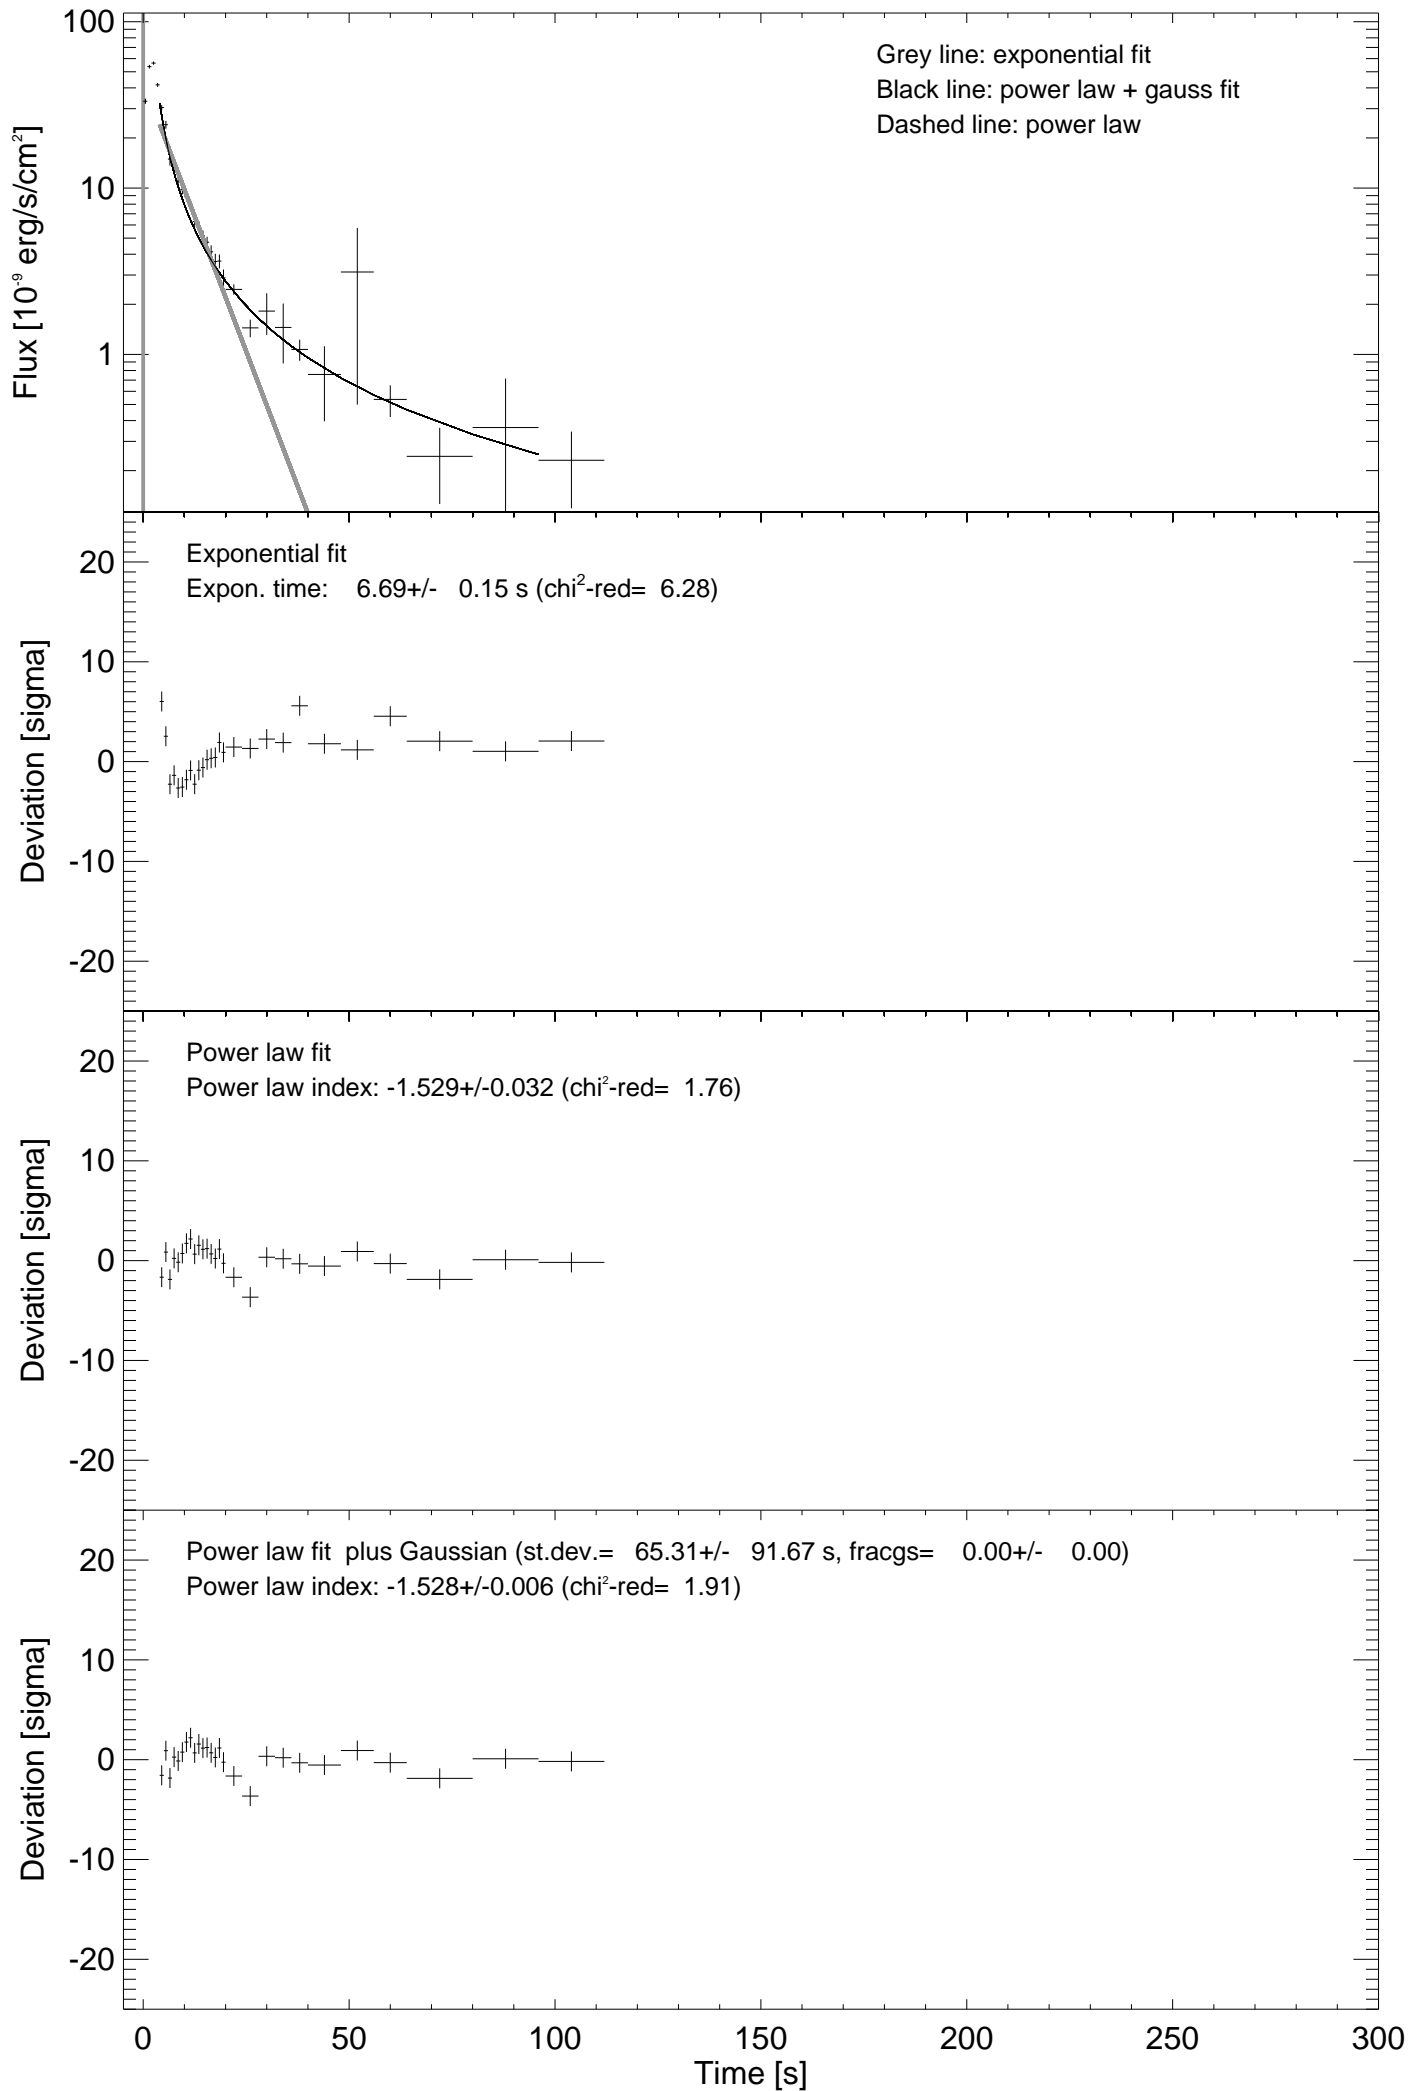 100
10
1
Flux [10⁻⁹ erg/s/cm²]
Grey line: exponential fit
Black line: power law + gauss fit
Dashed line: power law
20
10
0
-10
-20
Deviation [sigma]
Exponential fit
Expon. time: 6.69+/- 0.15 s (chi²-red= 6.28)
20
10
0
-10
-20
Deviation [sigma]
Power law fit
Power law index: -1.529+/-0.032 (chi²-red= 1.76)
20
10
0
-10
-20
Deviation [sigma]
Power law fit plus Gaussian (st.dev.= 65.31+/- 91.67 s, fracgs= 0.00+/- 0.00)
Power law index: -1.528+/-0.006 (chi²-red= 1.91)
0 50 100 150 200 250 300
Time [s]